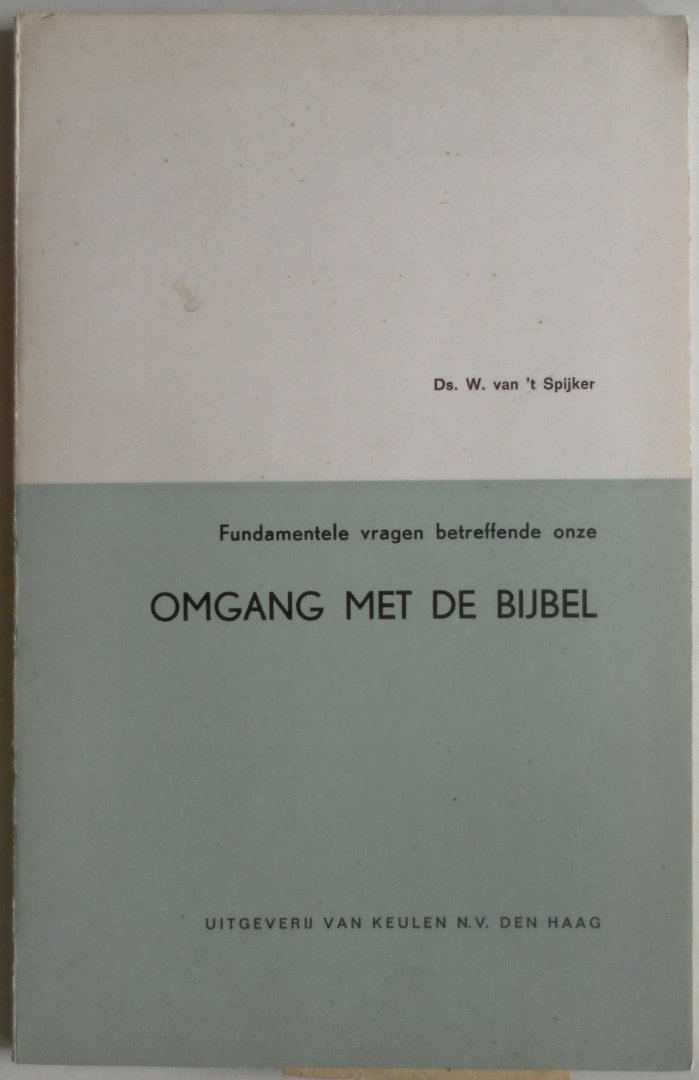 Ds. W. van 't Spijker
Fundamentele vragen betreffende onze
OMGANG MET DE BIJBEL
UITGEVERIJ VAN KEULEN N.V. DEN HAAG